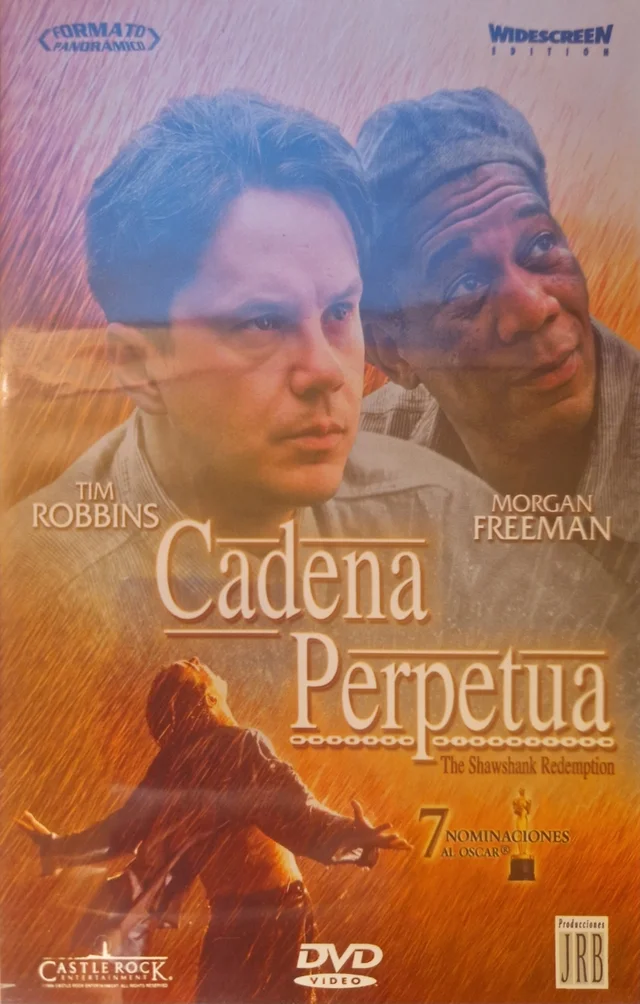 FORMATO
PANORÁMICO
WIDESCREEN
EDITION
TIM
ROBBINS
MORGAN
FREEMAN
Cadena
Perpetua
The Shawshank Redemption
7 NOMINACIONES
AL OSCAR®
CASTLE ROCK
ENTERTAINMENT
DVD
VIDEO
Producciones
JRB